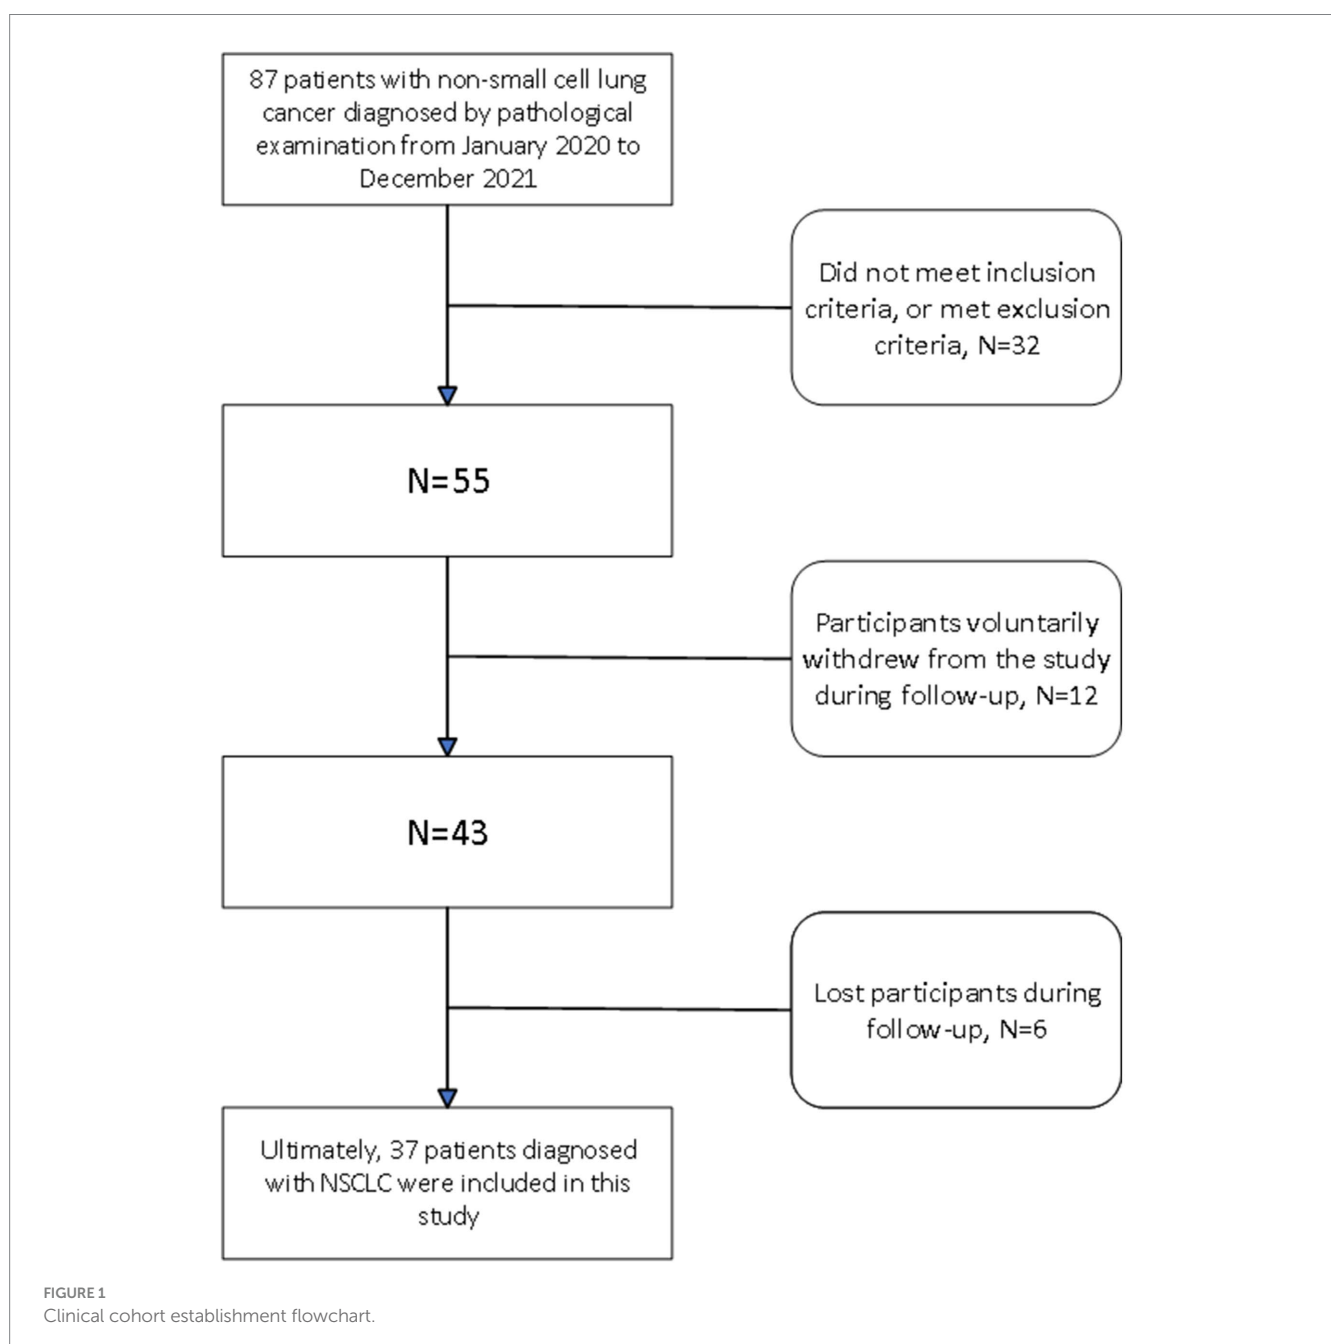 87 patients with non-small cell lung
cancer diagnosed by pathological
examination from January 2020 to
December 2021
Did not meet inclusion
criteria, or met exclusion
criteria, N=32
N=55
Participants voluntarily
withdrew from the study
during follow-up, N=12
N=43
Lost participants during
follow-up, N=6
Ultimately, 37 patients diagnosed
with NSCLC were included in this
study
FIGURE 1
Clinical cohort establishment flowchart.